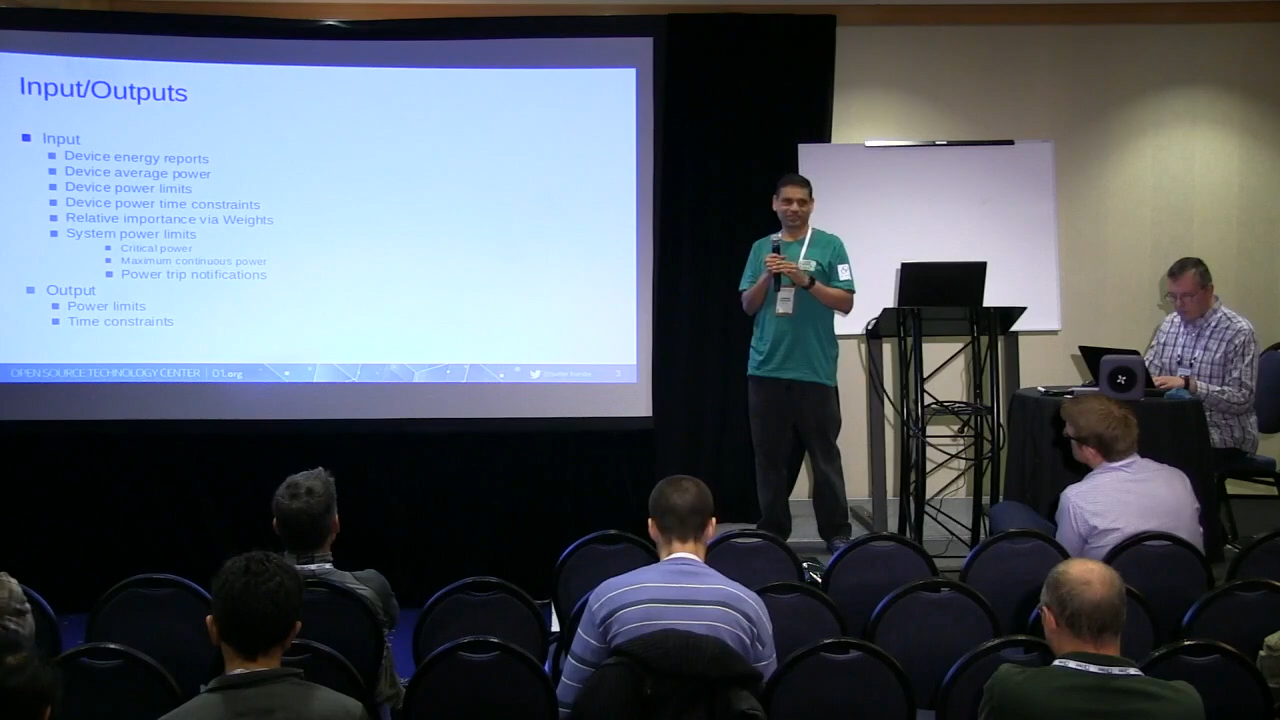 Input/Outputs
Input
Device energy reports
Device average power
Device power limits
Device power time constraints
Relative importance via Weights
System power limits
Critical power
Maximum continuous power
Power trip notifications
Output
Power limits
Time constraints
OPEN SOURCE TECHNOLOGY CENTER | 01.org